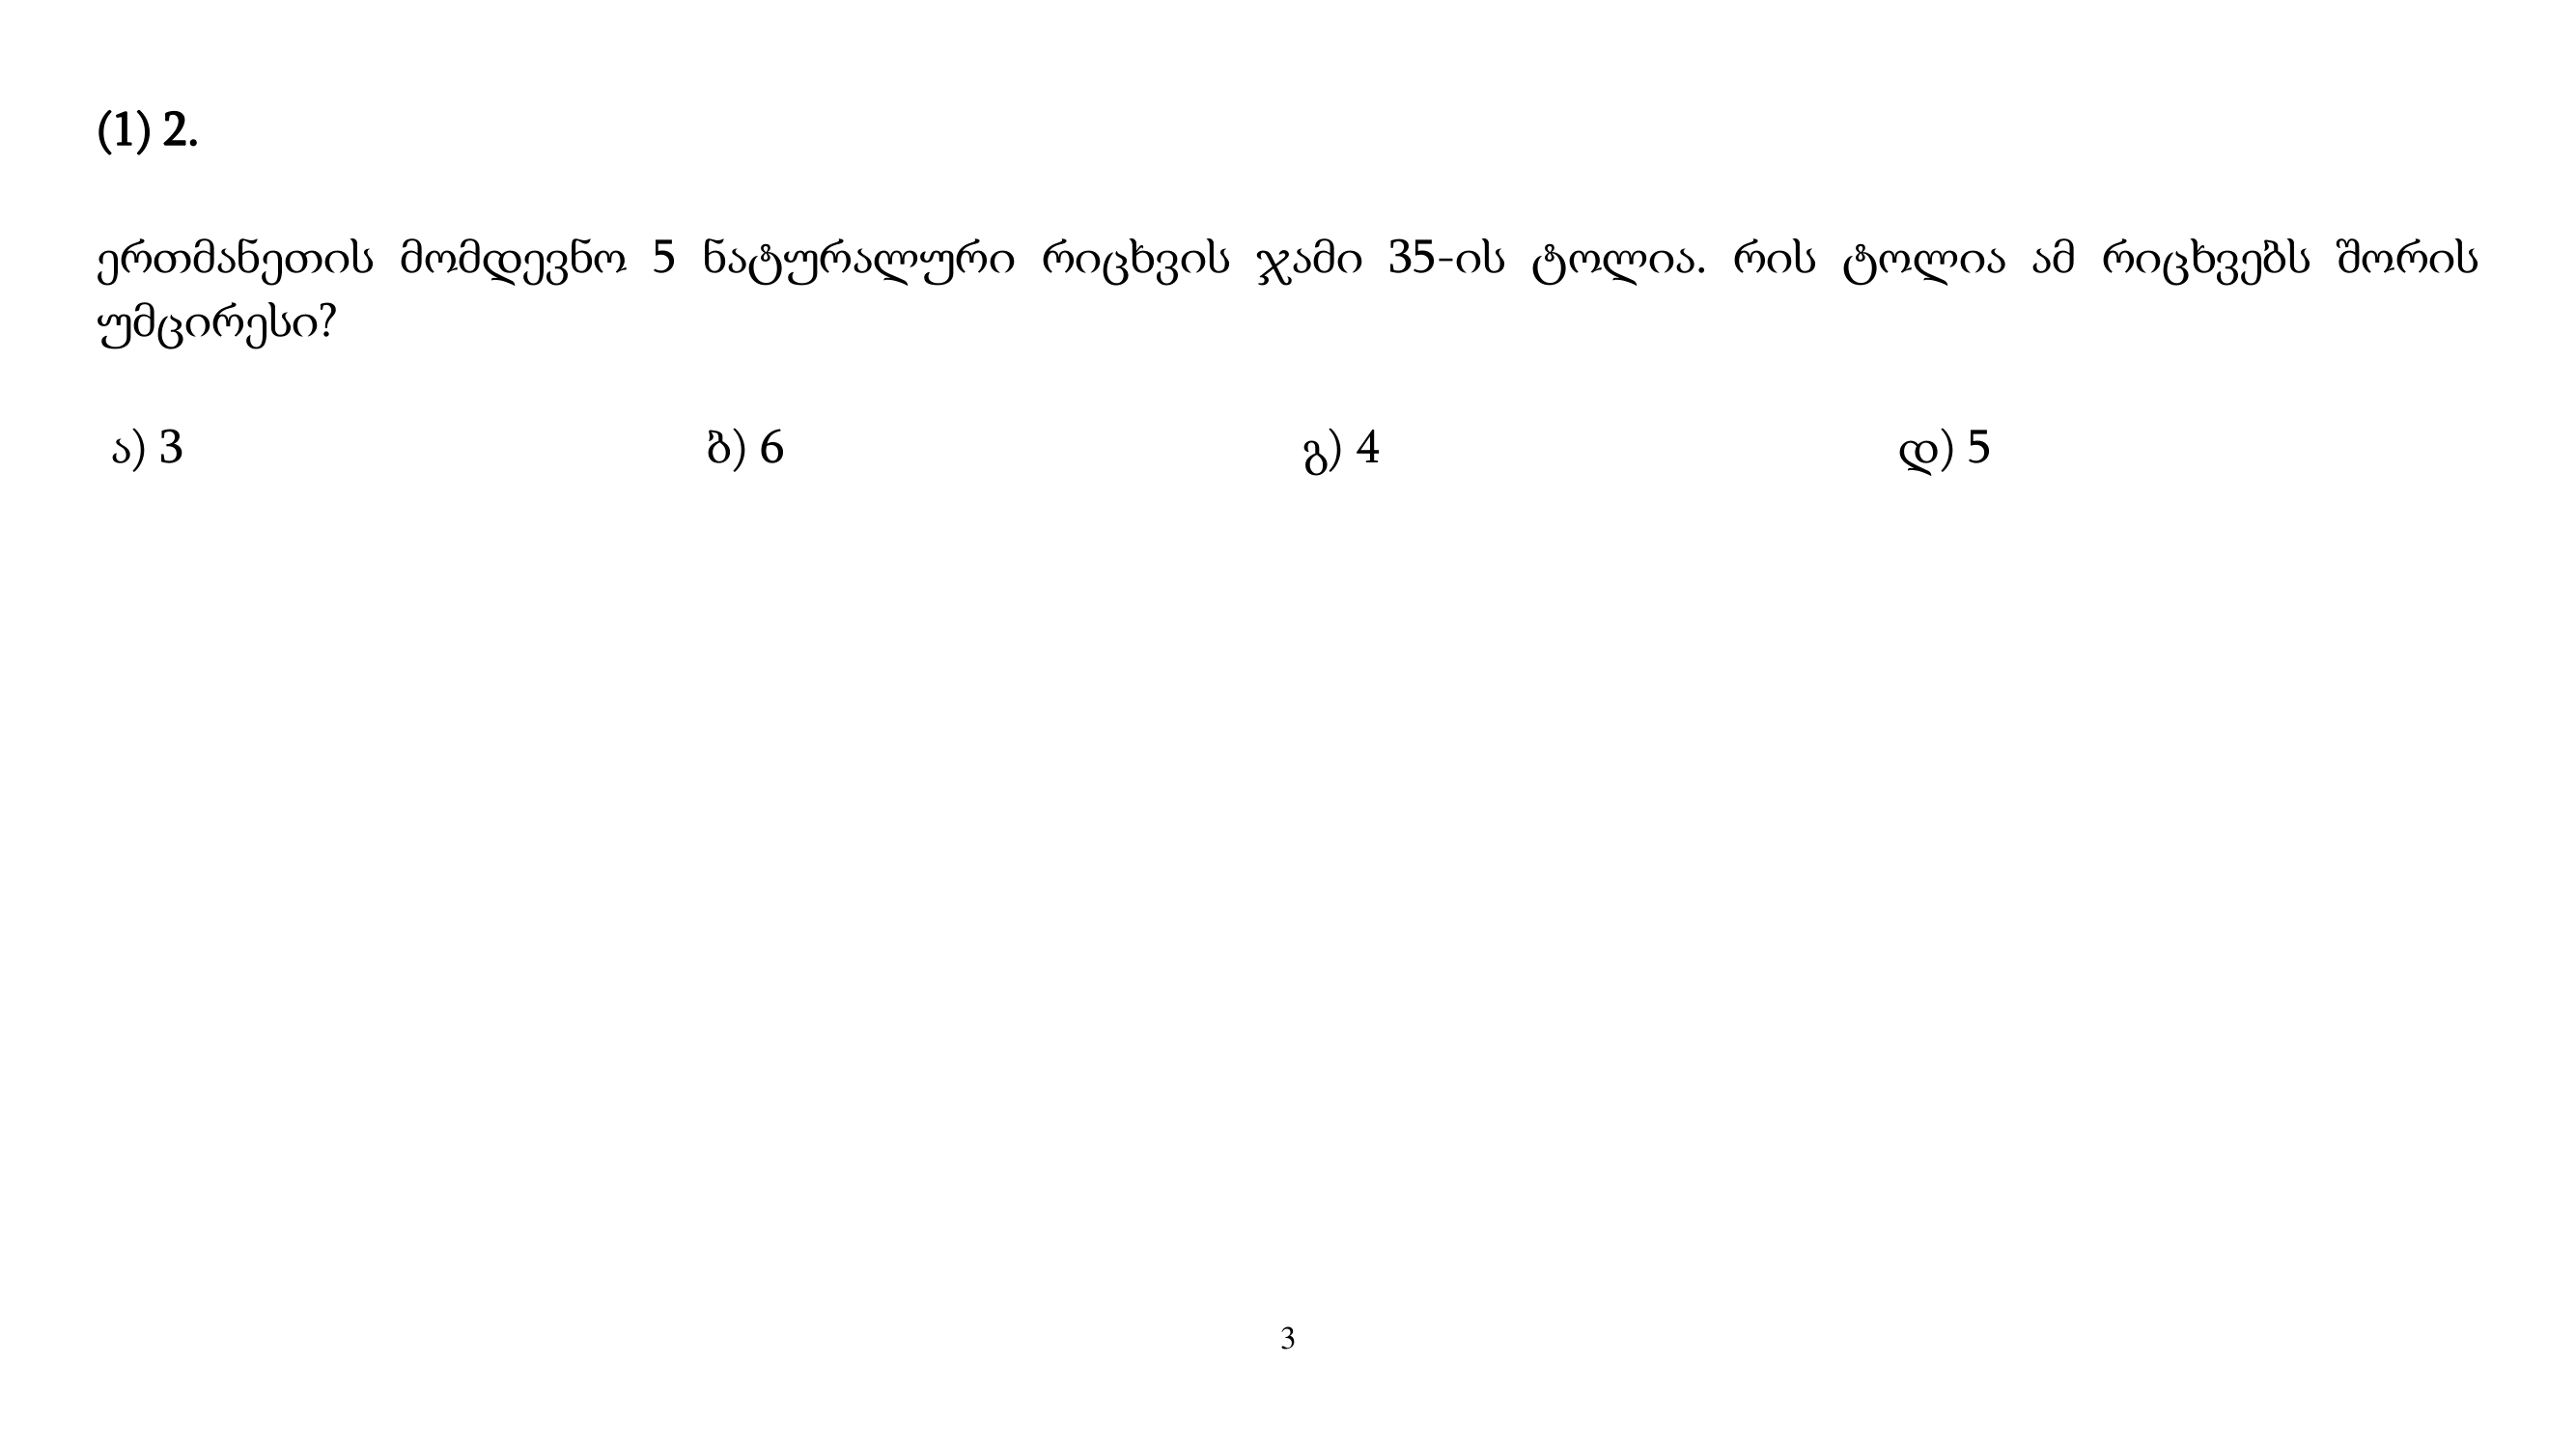 (1) 2.
ერთმანეთის მომდევნო 5 ნატურალური რიცხვის ჯამი 35-ის ტოლია. რის ტოლია ამ რიცხვებს შორის
უმცირესი?
ა) 3 ბ) 6 გ) 4 დ) 5
3